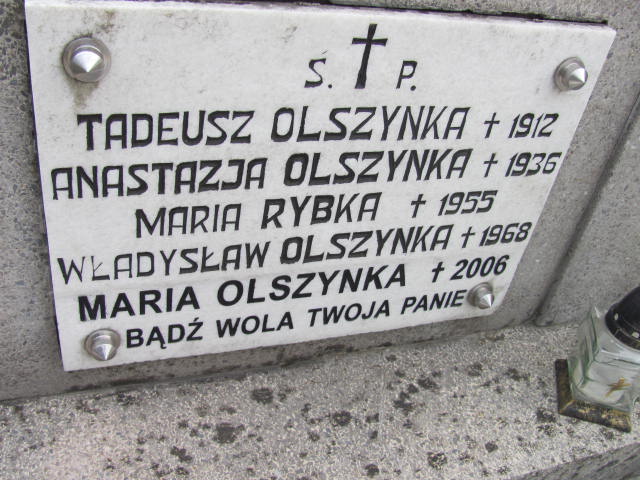 Ś. † P.
TADEUSZ OLSZYNKA † 1912
ANASTAZJA OLSZYNKA † 1936
MARIA RYBKA † 1955
WŁADYSŁAW OLSZYNKA † 1968
MARIA OLSZYNKA † 2006
BĄDŹ WOLA TWOJA PANIE